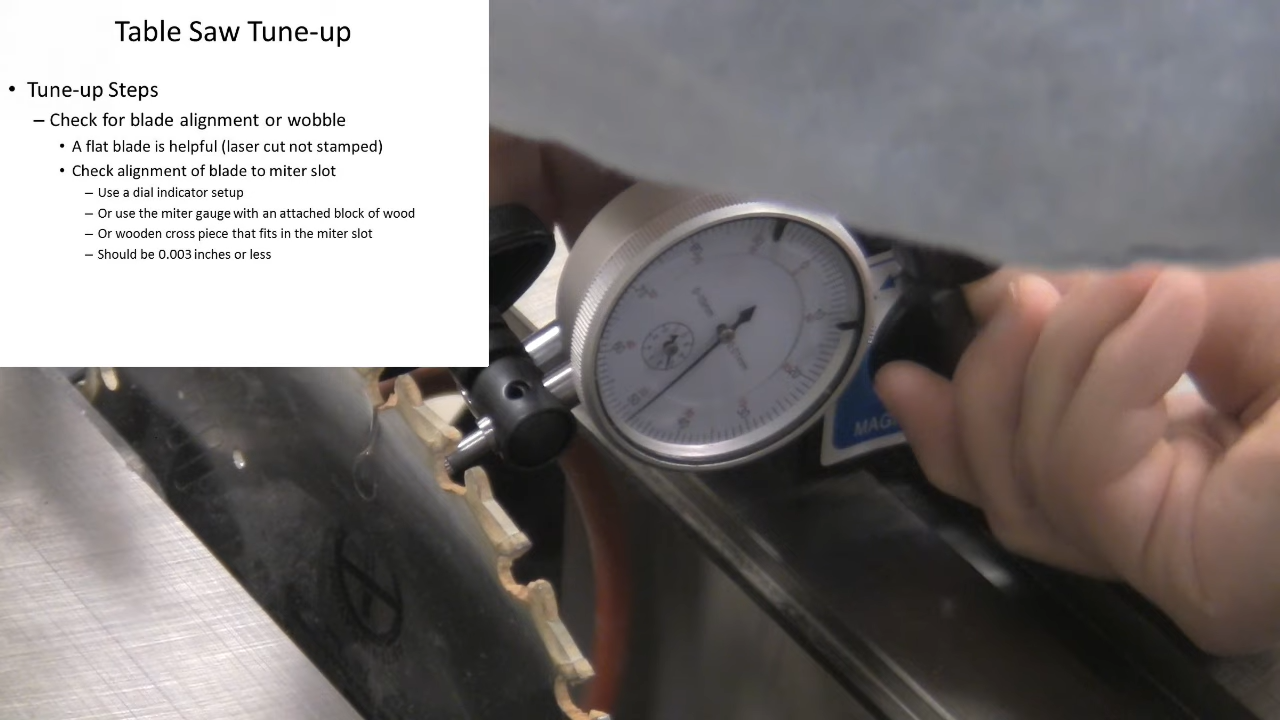 Table Saw Tune-up
• Tune-up Steps
– Check for blade alignment or wobble
• A flat blade is helpful (laser cut not stamped)
• Check alignment of blade to miter slot
– Use a dial indicator setup
– Or use the miter gauge with an attached block of wood
– Or wooden cross piece that fits in the miter slot
– Should be 0.003 inches or less
MAG